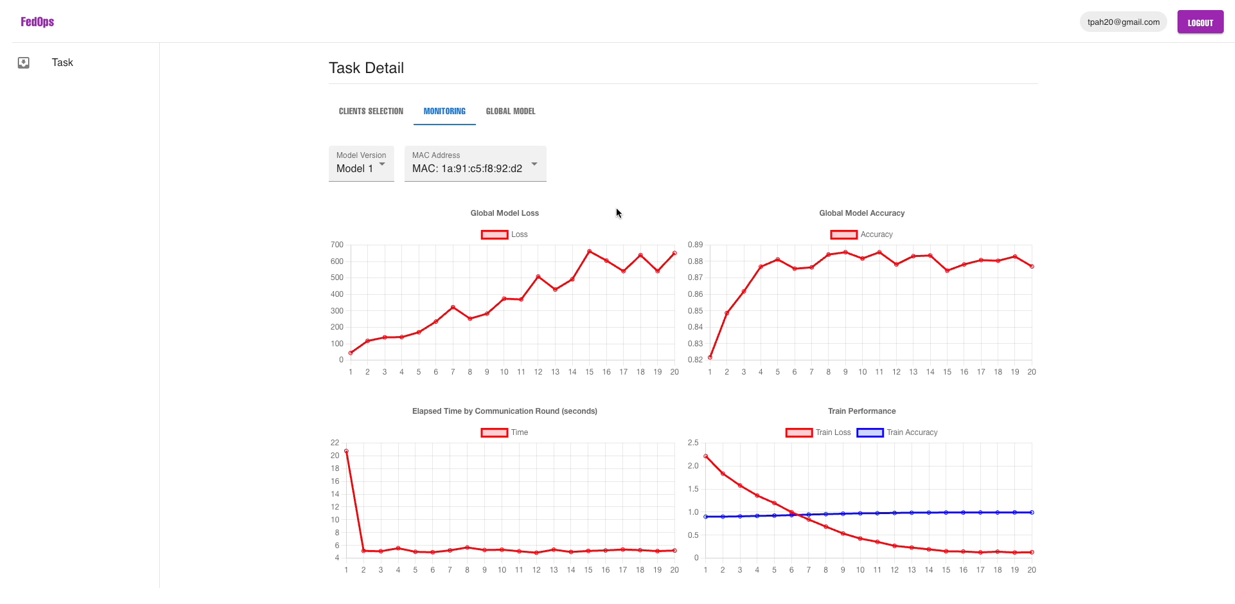 FedOps
tpah20@gmail.com
LOGOUT
Task
Task Detail
CLIENTS SELECTION MONITORING GLOBAL MODEL
Model Version
Model 1
MAC Address
MAC: 1a:91:c5:f8:92:d2
Global Model Loss
Loss
700
600
500
400
300
200
100
0
1 2 3 4 5 6 7 8 9 10 11 12 13 14 15 16 17 18 19 20
Global Model Accuracy
Accuracy
0.89
0.88
0.87
0.86
0.85
0.84
0.83
0.82
1 2 3 4 5 6 7 8 9 10 11 12 13 14 15 16 17 18 19 20
Elapsed Time by Communication Round (seconds)
Time
22
20
18
16
14
12
10
8
6
4
1 2 3 4 5 6 7 8 9 10 11 12 13 14 15 16 17 18 19 20
Train Performance
Train Loss Train Accuracy
2.5
2.0
1.5
1.0
0.5
0
1 2 3 4 5 6 7 8 9 10 11 12 13 14 15 16 17 18 19 20